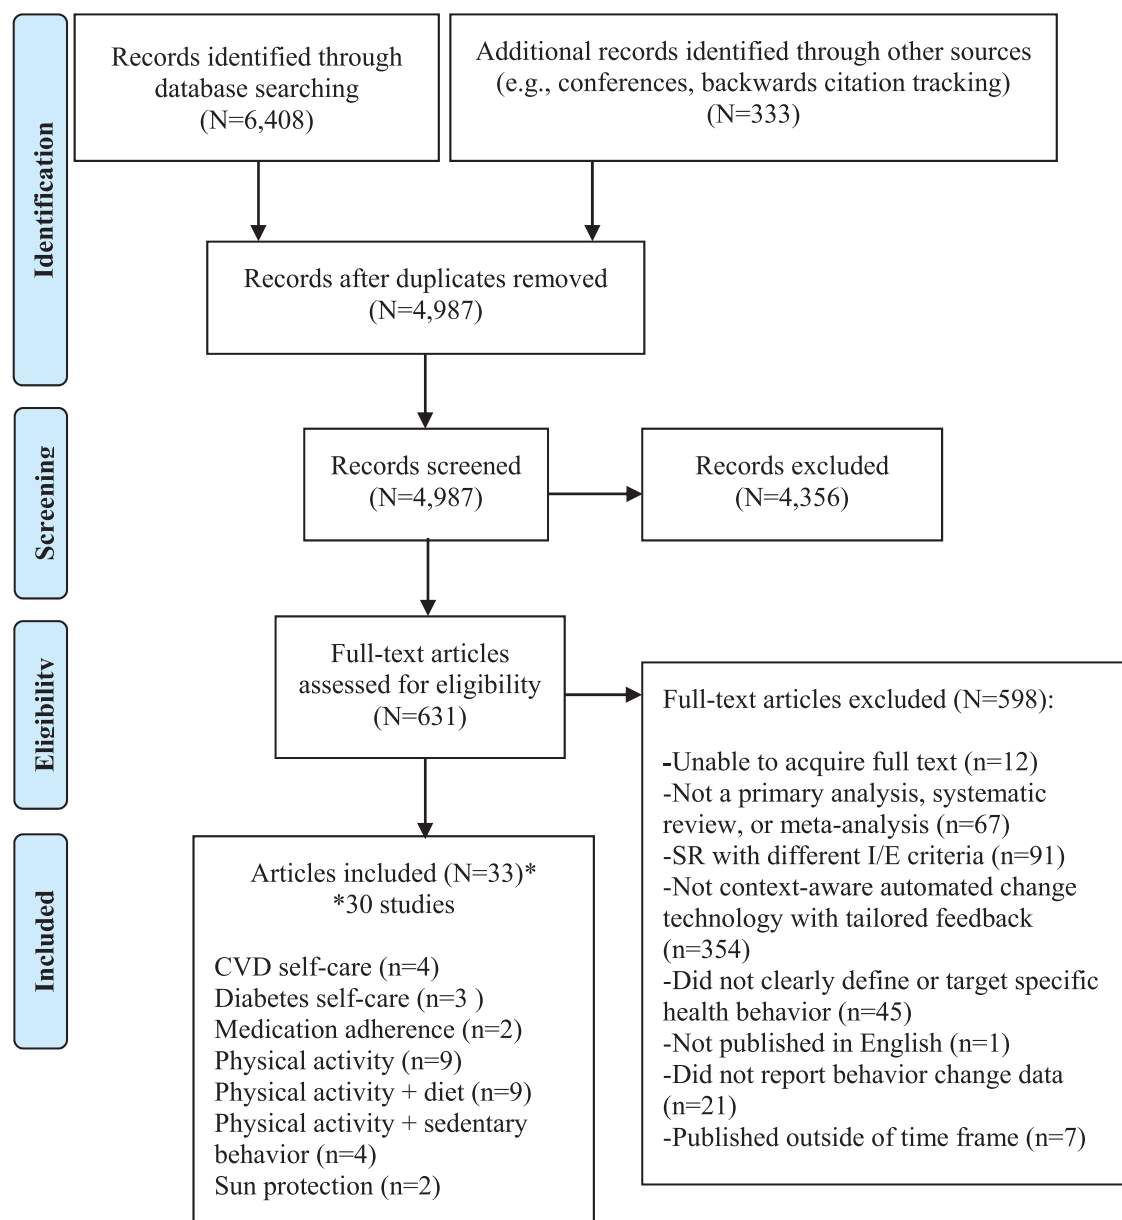 Identification
Records identified through
database searching
(N=6,408)
Additional records identified through other sources
(e.g., conferences, backwards citation tracking)
(N=333)
Records after duplicates removed
(N=4,987)
Screening
Records screened
(N=4,987)
Records excluded
(N=4,356)
Eligibility
Full-text articles
assessed for eligibility
(N=631)
Full-text articles excluded (N=598):
-Unable to acquire full text (n=12)
-Not a primary analysis, systematic
review, or meta-analysis (n=67)
-SR with different I/E criteria (n=91)
-Not context-aware automated change
technology with tailored feedback
(n=354)
-Did not clearly define or target specific
health behavior (n=45)
-Not published in English (n=1)
-Did not report behavior change data
(n=21)
-Published outside of time frame (n=7)
Included
Articles included (N=33)*
*30 studies
CVD self-care (n=4)
Diabetes self-care (n=3 )
Medication adherence (n=2)
Physical activity (n=9)
Physical activity + diet (n=9)
Physical activity + sedentary
behavior (n=4)
Sun protection (n=2)